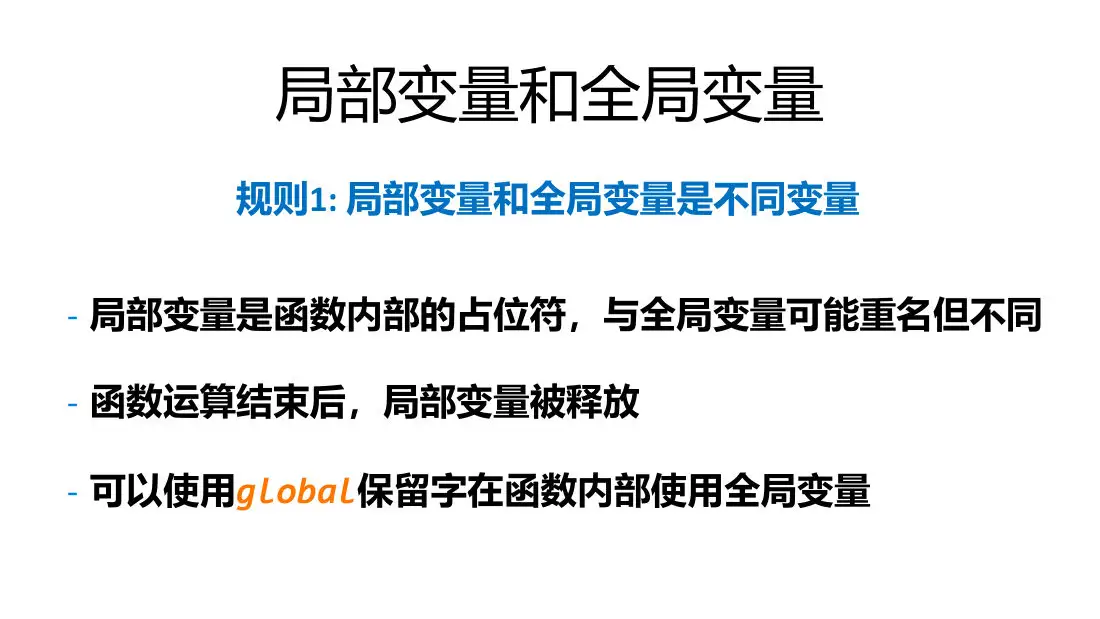 局部变量和全局变量
规则1: 局部变量和全局变量是不同变量
- 局部变量是函数内部的占位符，与全局变量可能重名但不同
- 函数运算结束后，局部变量被释放
- 可以使用global保留字在函数内部使用全局变量